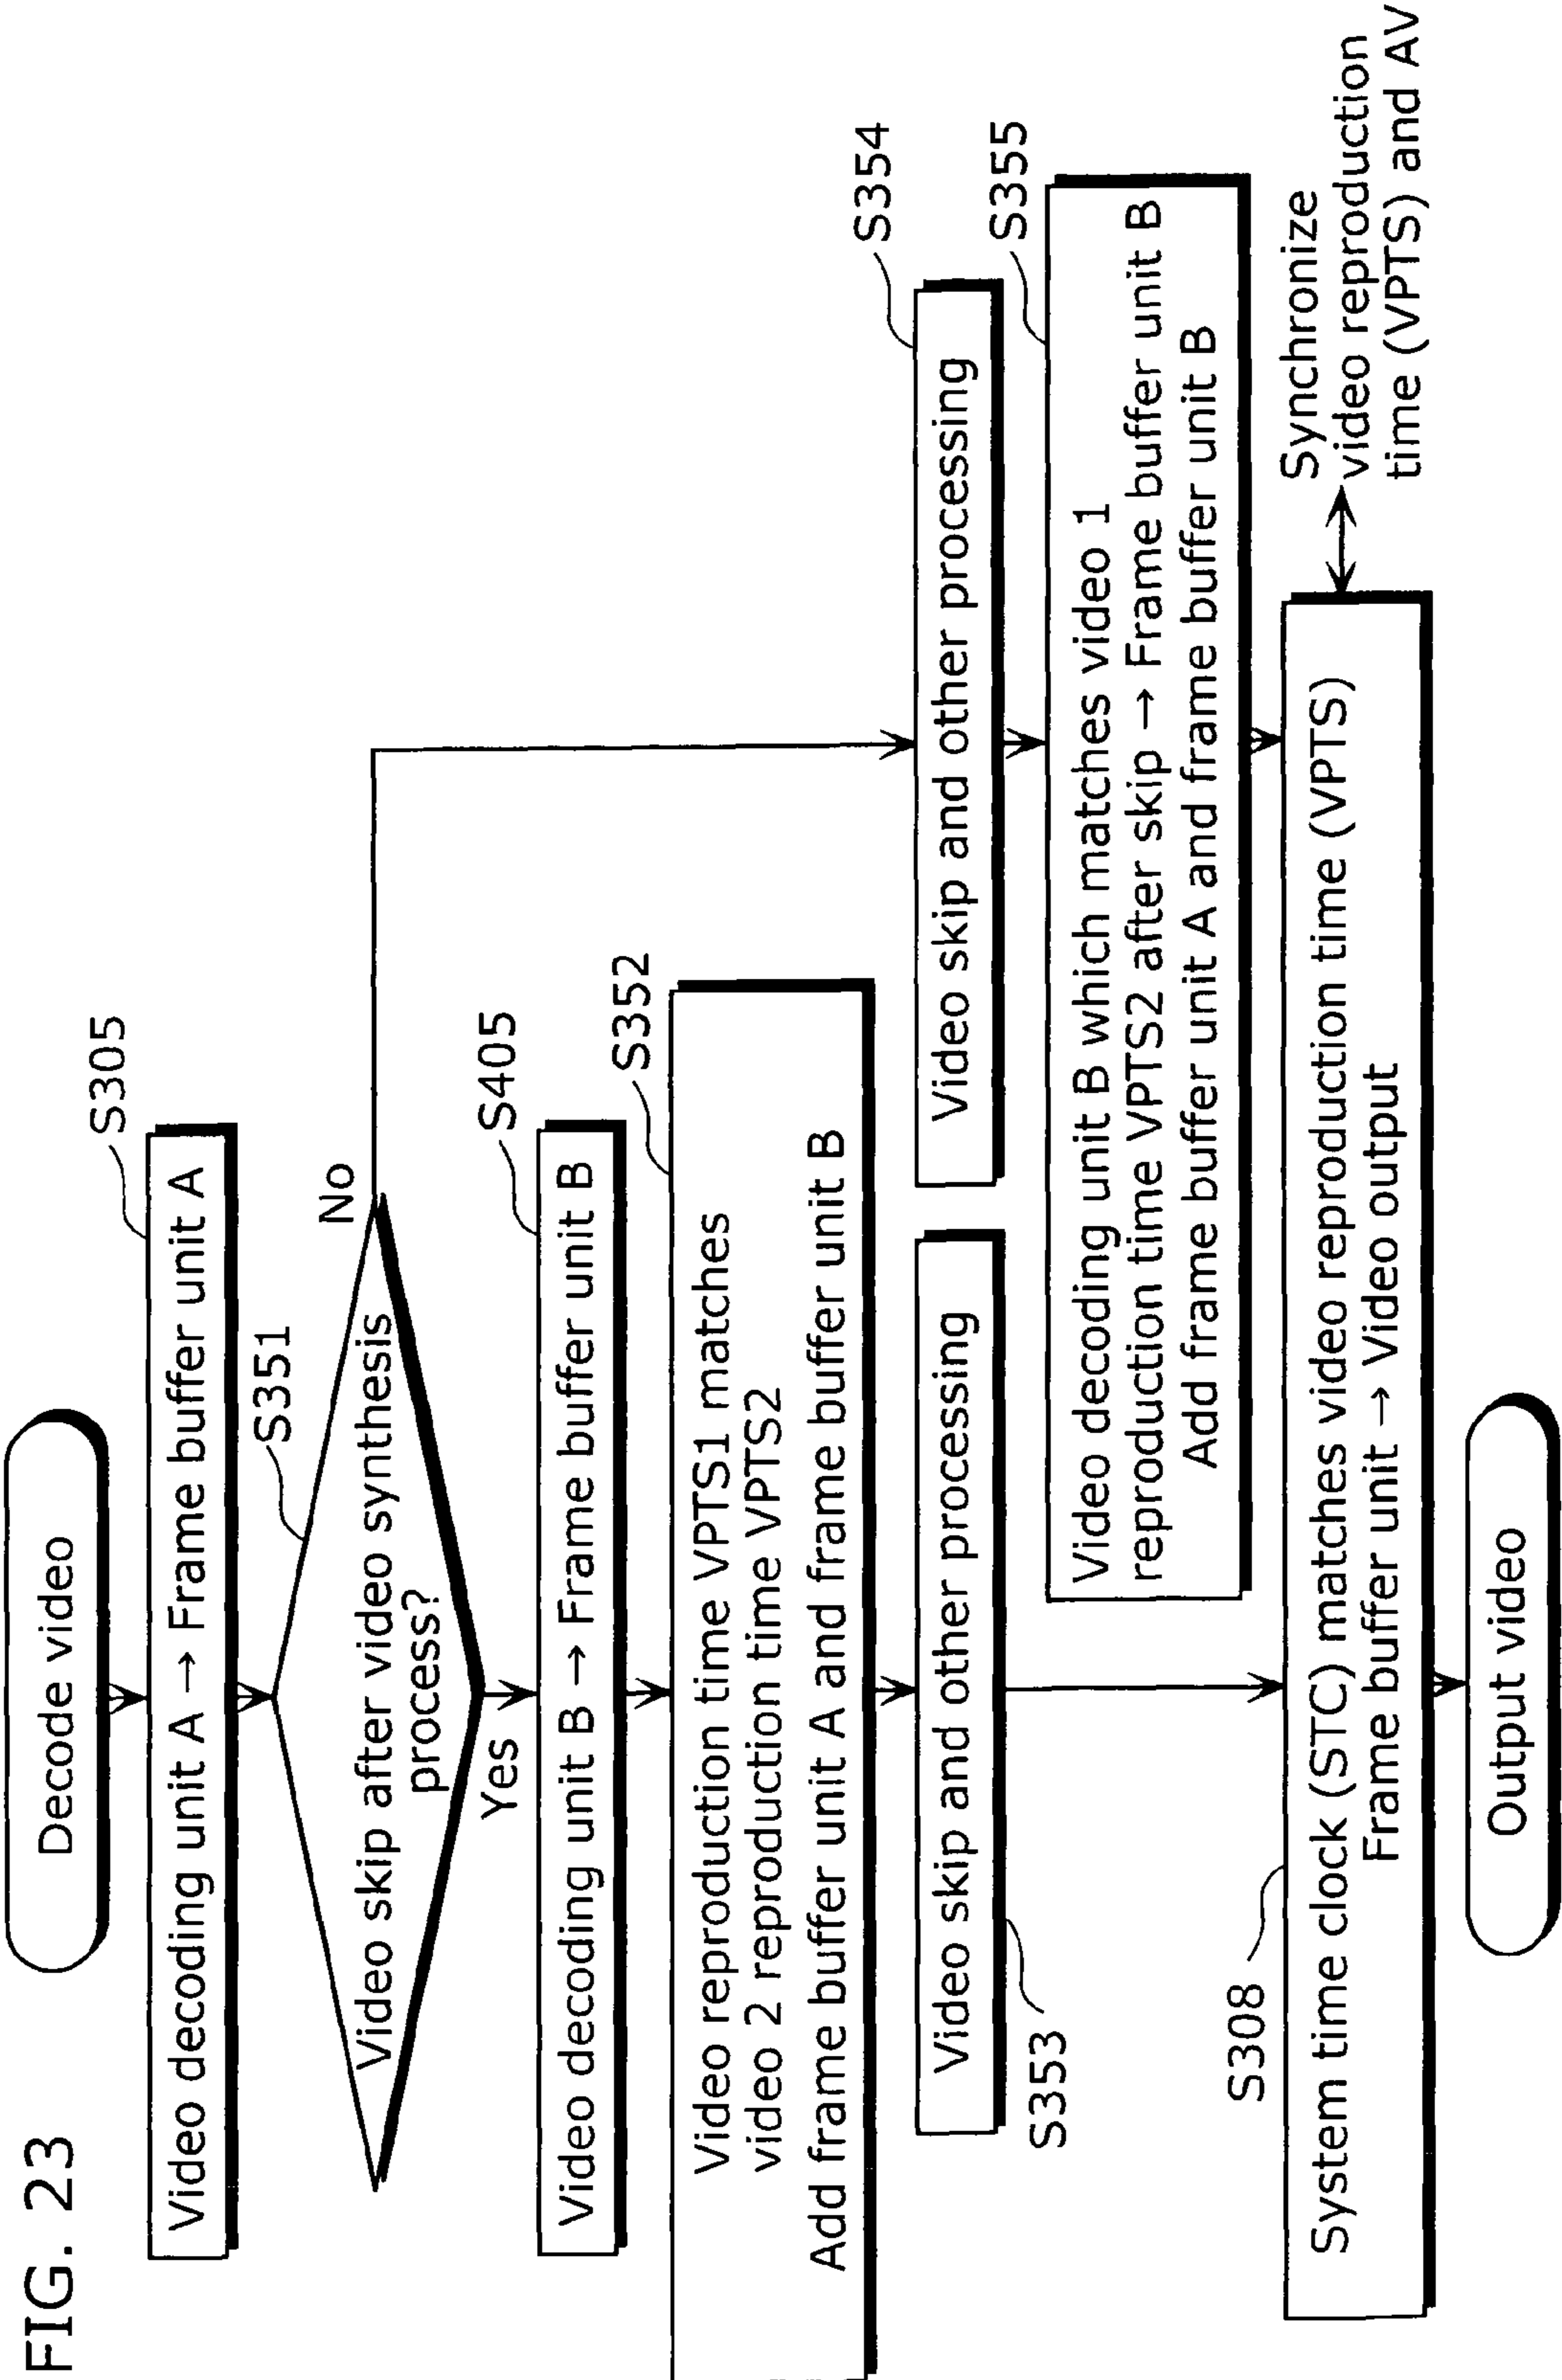 FIG. 23
Decode video
S305
Video decoding unit A → Frame buffer unit A
S351
Video skip after video synthesis
process?
No
Yes
S405
Video decoding unit B → Frame buffer unit B
S352
Video reproduction time VPTS1 matches
video 2 reproduction time VPTS2
Add frame buffer unit A and frame buffer unit B
S353
Video skip and other processing
S354
Video skip and other processing
S355
Video decoding unit B which matches video 1
reproduction time VPTS2 after skip → Frame buffer unit B
Add frame buffer unit A and frame buffer unit B
S308
System time clock (STC) matches video reproduction time (VPTS)
Frame buffer unit → Video output
Synchronize
video reproduction
time (VPTS) and AV
Output video